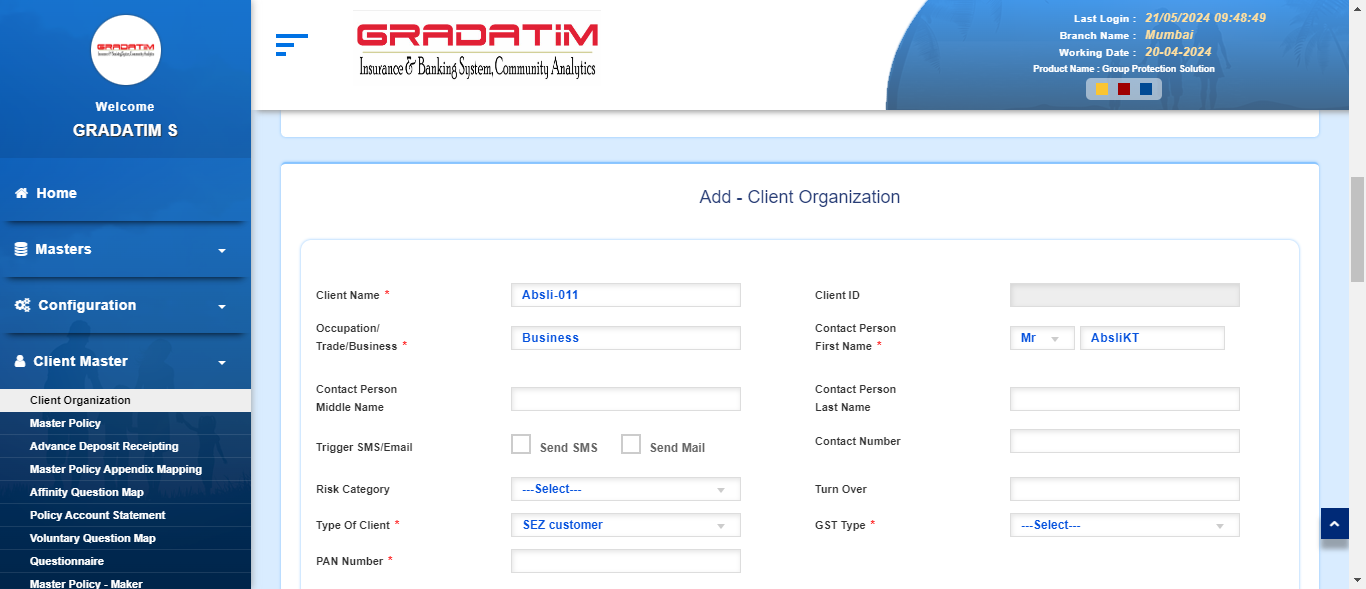 GRADATIM
Insurance & Banking System, Community Analytics
Welcome
GRADATIM S
Home
Masters
Configuration
Client Master
Client Organization
Master Policy
Advance Deposit Receipting
Master Policy Appendix Mapping
Affinity Question Map
Policy Account Statement
Voluntary Question Map
Questionnaire
Master Policy - Maker
GRADATIM
Insurance & Banking System, Community Analytics
Last Login : 21/05/2024 09:48:49
Branch Name : Mumbai
Working Date : 20-04-2024
Product Name : Group Protection Solution
Add - Client Organization
Client Name * Absli-011 Client ID
Occupation/
Trade/Business * Business
Contact Person
First Name * Mr AbsliKT
Contact Person
Middle Name
Contact Person
Last Name
Trigger SMS/Email Send SMS Send Mail Contact Number
Risk Category ---Select--- Turn Over
Type Of Client * SEZ customer GST Type * ---Select---
PAN Number *